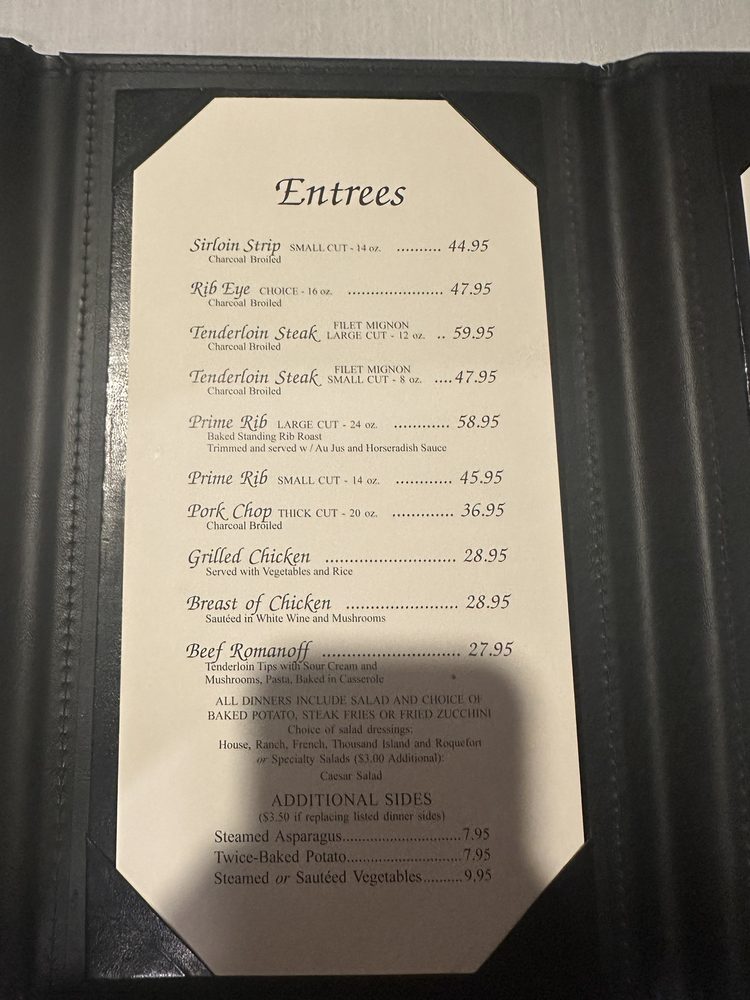 Entrees
Sirloin Strip SMALL CUT - 14 oz. .......... 44.95
Charcoal Broiled
Rib Eye CHOICE - 16 oz. ..................... 47.95
Charcoal Broiled
Tenderloin Steak FILET MIGNON
LARGE CUT - 12 oz. .. 59.95
Charcoal Broiled
Tenderloin Steak FILET MIGNON
SMALL CUT - 8 oz. ....47.95
Charcoal Broiled
Prime Rib LARGE CUT - 24 oz. ............ 58.95
Baked Standing Rib Roast
Trimmed and served w / Au Jus and Horseradish Sauce
Prime Rib SMALL CUT - 14 oz. ............ 45.95
Pork Chop THICK CUT - 20 oz. ............. 36.95
Charcoal Broiled
Grilled Chicken ............................ 28.95
Served with Vegetables and Rice
Breast of Chicken ........................ 28.95
Sautéed in White Wine and Mushrooms
Beef Romanoff ............................. 27.95
Tenderloin Tips with Sour Cream and
Mushrooms, Pasta, Baked in Casserole
ALL DINNERS INCLUDE SALAD AND CHOICE OF
BAKED POTATO, STEAK FRIES OR FRIED ZUCCHINI
Choice of salad dressings:
House, Ranch, French, Thousand Island and Roquefort
or Specialty Salads ($3.00 Additional):
Caesar Salad
ADDITIONAL SIDES
($3.50 if replacing listed dinner sides)
Steamed Asparagus.............................7.95
Twice-Baked Potato............................7.95
Steamed or Sautéed Vegetables..........9.95